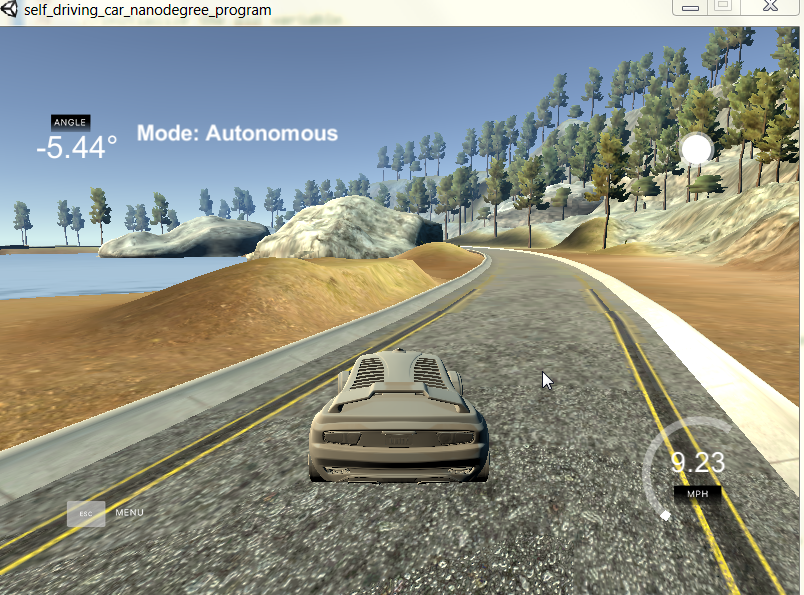 self_driving_car_nanodegree_program
ANGLE
-5.44°
Mode: Autonomous
9.23
MPH
ESC
MENU